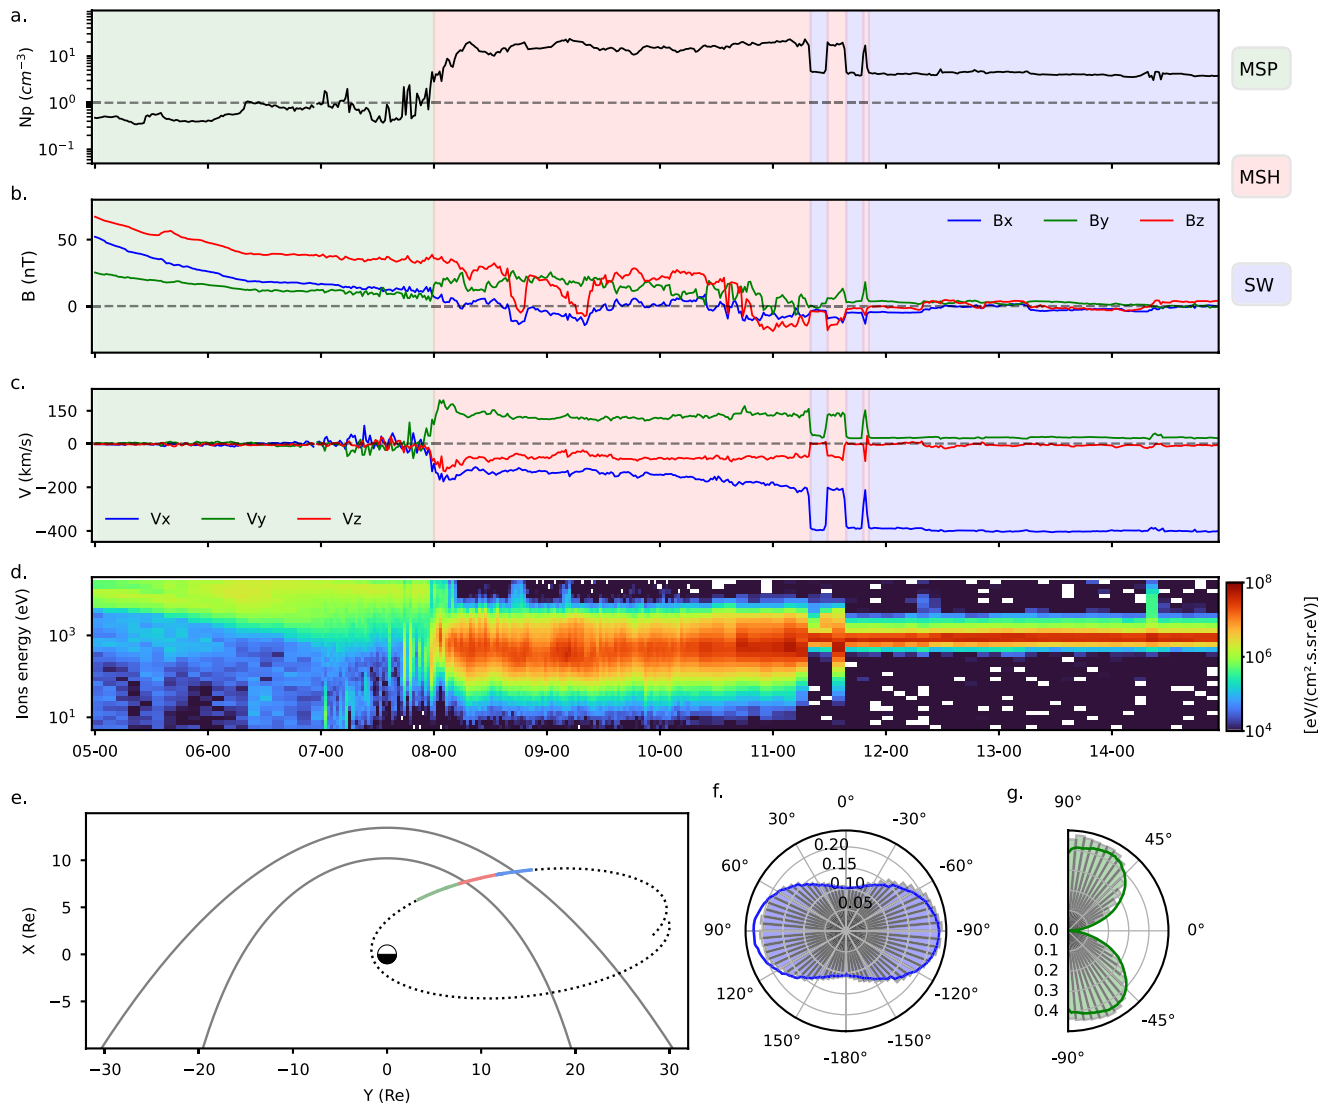 a.
Np (cm⁻³)
10¹
10⁰
10⁻¹
MSP
MSH
SW
b.
B (nT)
50
0
Bx By Bz
c.
V (km/s)
150
0
−200
−400
Vx Vy Vz
d.
Ions energy (eV)
10³
10¹
05-00 06-00 07-00 08-00 09-00 10-00 11-00 12-00 13-00 14-00
10⁸
10⁶
10⁴
[eV/(cm².s.sr.eV)]
e.
X (Re)
10
5
0
−5
−30 −20 −10 0 10 20 30
Y (Re)
f.
0°
30° -30°
60° -60°
90° -90°
120° -120°
150° -150°
-180°
0.20
0.15
0.10
0.05
g.
90°
45°
0°
-45°
-90°
0.0
0.1
0.2
0.3
0.4